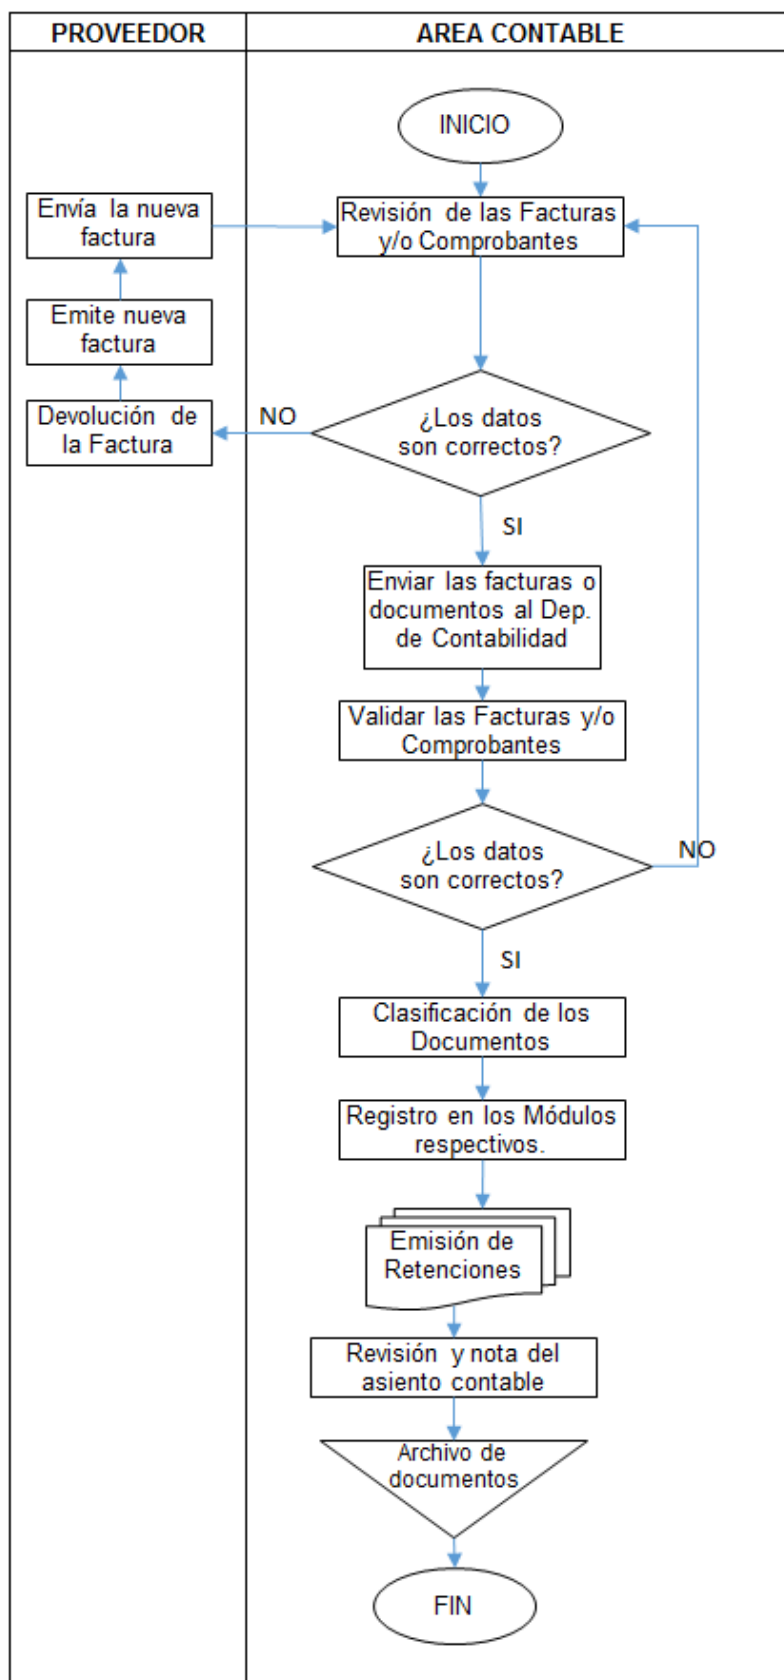 PROVEEDOR
AREA CONTABLE
INICIO
Revisión de las Facturas
y/o Comprobantes
Envía la nueva
factura
Emite nueva
factura
Devolución de
la Factura
NO
¿Los datos
son correctos?
SI
Enviar las facturas o
documentos al Dep.
de Contabilidad
Validar las Facturas y/o
Comprobantes
¿Los datos
son correctos?
NO
SI
Clasificación de los
Documentos
Registro en los Módulos
respectivos.
Emisión de
Retenciones
Revisión y nota del
asiento contable
Archivo de
documentos
FIN